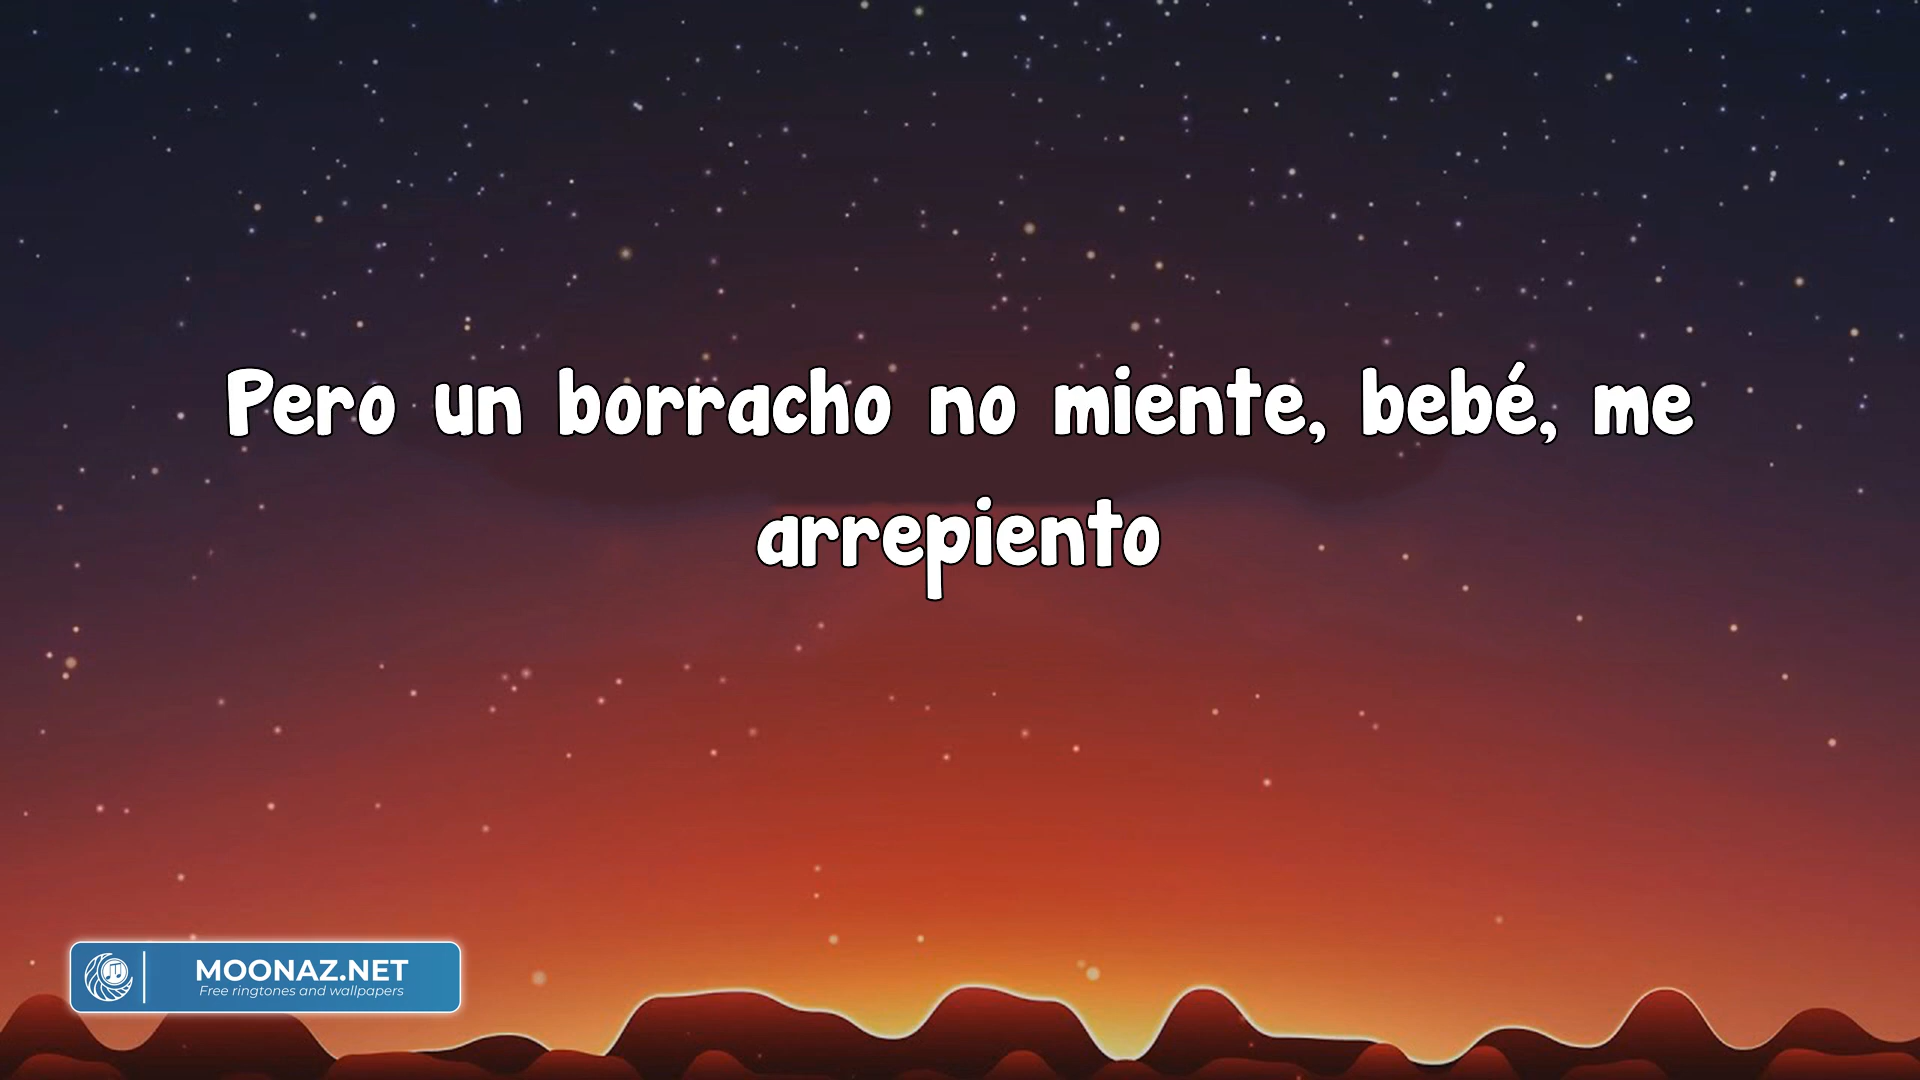 Pero un borracho no miente, bebé, me
arrepiento
MOONAZ.NET
Free ringtones and wallpapers